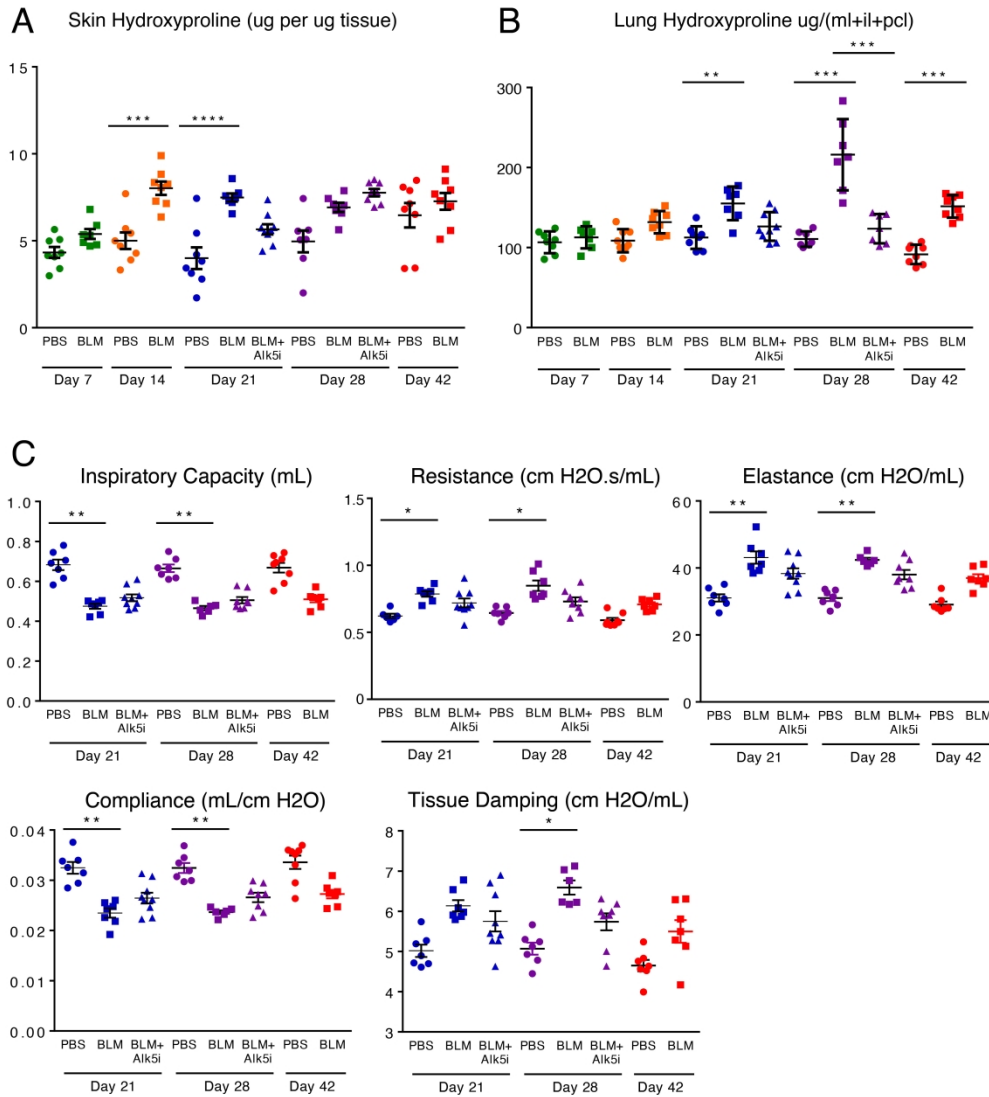 A
Skin Hydroxyproline (ug per ug tissue)
15
10
5
0
***
****
PBS BLM PBS BLM PBS BLM BLM+ PBS BLM BLM+ PBS BLM
Alk5i Alk5i
Day 7 Day 14 Day 21 Day 28 Day 42
B
Lung Hydroxyproline ug/(ml+il+pcl)
***
** *** ***
300
200
100
0
PBS BLM PBS BLM PBS BLM BLM+ PBS BLM BLM+ PBS BLM
Alk5i Alk5i
Day 7 Day 14 Day 21 Day 28 Day 42
C
Inspiratory Capacity (mL)
1.0
0.8
0.6
0.4
0.2
0.0
** **
PBS BLM BLM+ PBS BLM BLM+ PBS BLM
Alk5i Alk5i
Day 21 Day 28 Day 42
Resistance (cm H2O.s/mL)
1.5
1.0
0.5
0.0
* *
PBS BLM BLM+ PBS BLM BLM+ PBS BLM
Alk5i Alk5i
Day 21 Day 28 Day 42
Elastance (cm H2O/mL)
60
40
20
0
** **
PBS BLM BLM+ PBS BLM BLM+ PBS BLM
Alk5i Alk5i
Day 21 Day 28 Day 42
Compliance (mL/cm H2O)
0.04
0.03
0.02
0.01
0.00
** **
PBS BLM BLM+ PBS BLM BLM+ PBS BLM
Alk5i Alk5i
Day 21 Day 28 Day 42
Tissue Damping (cm H2O/mL)
8
7
6
5
4
3
*
PBS BLM BLM+ PBS BLM BLM+ PBS BLM
Alk5i Alk5i
Day 21 Day 28 Day 42